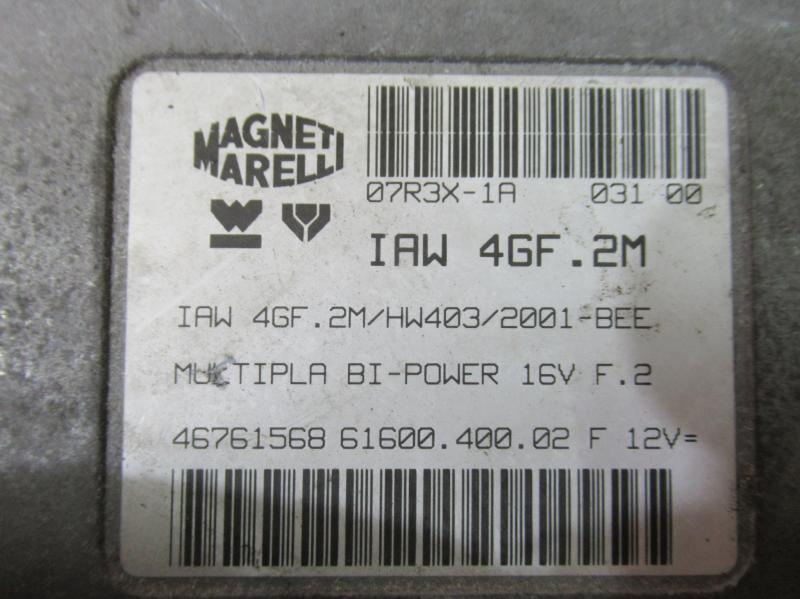 MAGNETI
MARELLI
07R3X-1A 031 00
IAW 4GF.2M
IAW 4GF.2M/HW403/2001-BEE
MULTIPLA BI-POWER 16V F.2
46761568 61600.400.02 F 12V=